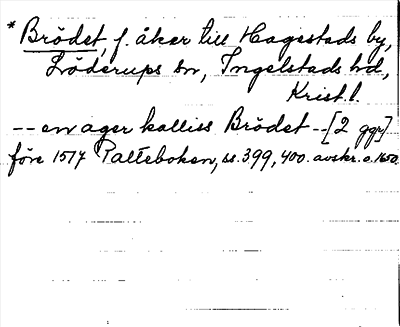 * Brödet, f. åker till Hagestads by,
Löderups sn, Ingelstads hd,
Krist. l.
-- en ager kalliss Brödet -- [2 ggr]
före 1517 Palteboken, ss. 399, 400. avskr. c. 1650.